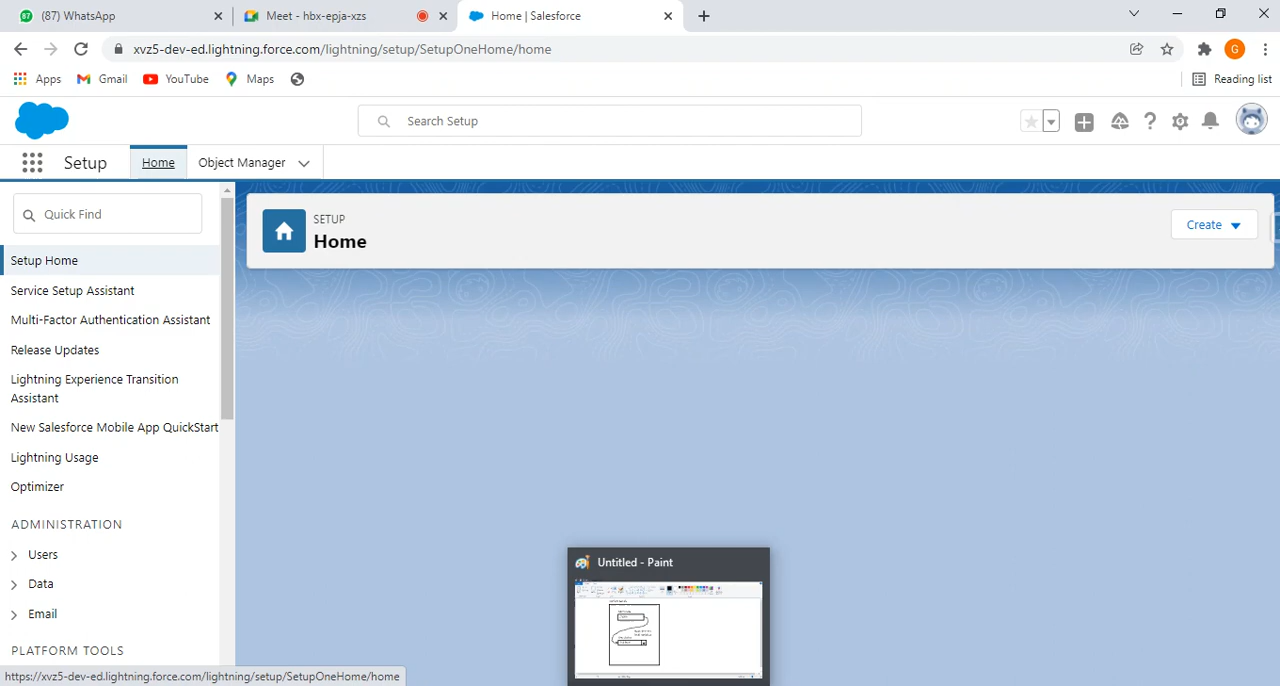 (87) WhatsApp
Meet - hbx-epja-xzs
Home | Salesforce
xvz5-dev-ed.lightning.force.com/lightning/setup/SetupOneHome/home
G
Apps
Gmail
YouTube
Maps
Reading list
Search Setup
Setup
Home
Object Manager
Quick Find
SETUP
Home
Create
Setup Home
Service Setup Assistant
Multi-Factor Authentication Assistant
Release Updates
Lightning Experience Transition
Assistant
New Salesforce Mobile App QuickStart
Lightning Usage
Optimizer
ADMINISTRATION
Users
Data
Email
PLATFORM TOOLS
Untitled - Paint
https://xvz5-dev-ed.lightning.force.com/lightning/setup/SetupOneHome/home